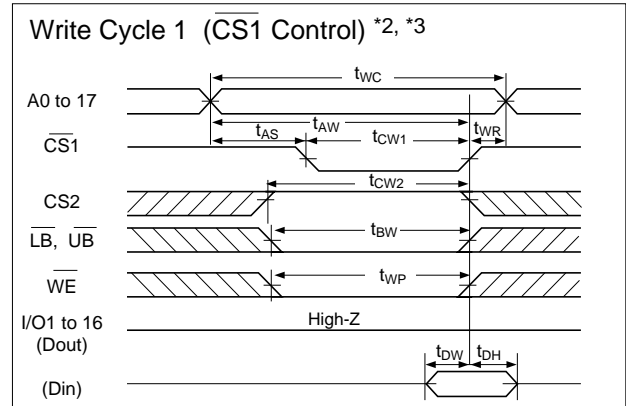 Write Cycle 1 (CS1 Control) *2, *3
tWC
A0 to 17
tAS tAW tCW1 tWR
CS1
tCW2
CS2
tBW
LB, UB
tWP
WE
I/O1 to 16 High-Z
(Dout)
tDW tDH
(Din)